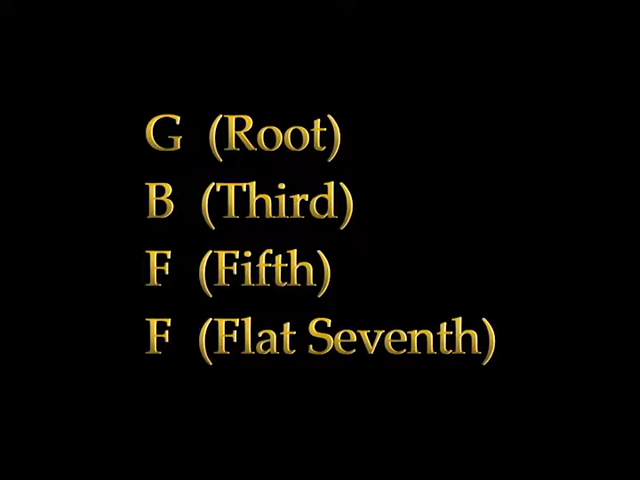 G (Root)
B (Third)
F (Fifth)
F (Flat Seventh)